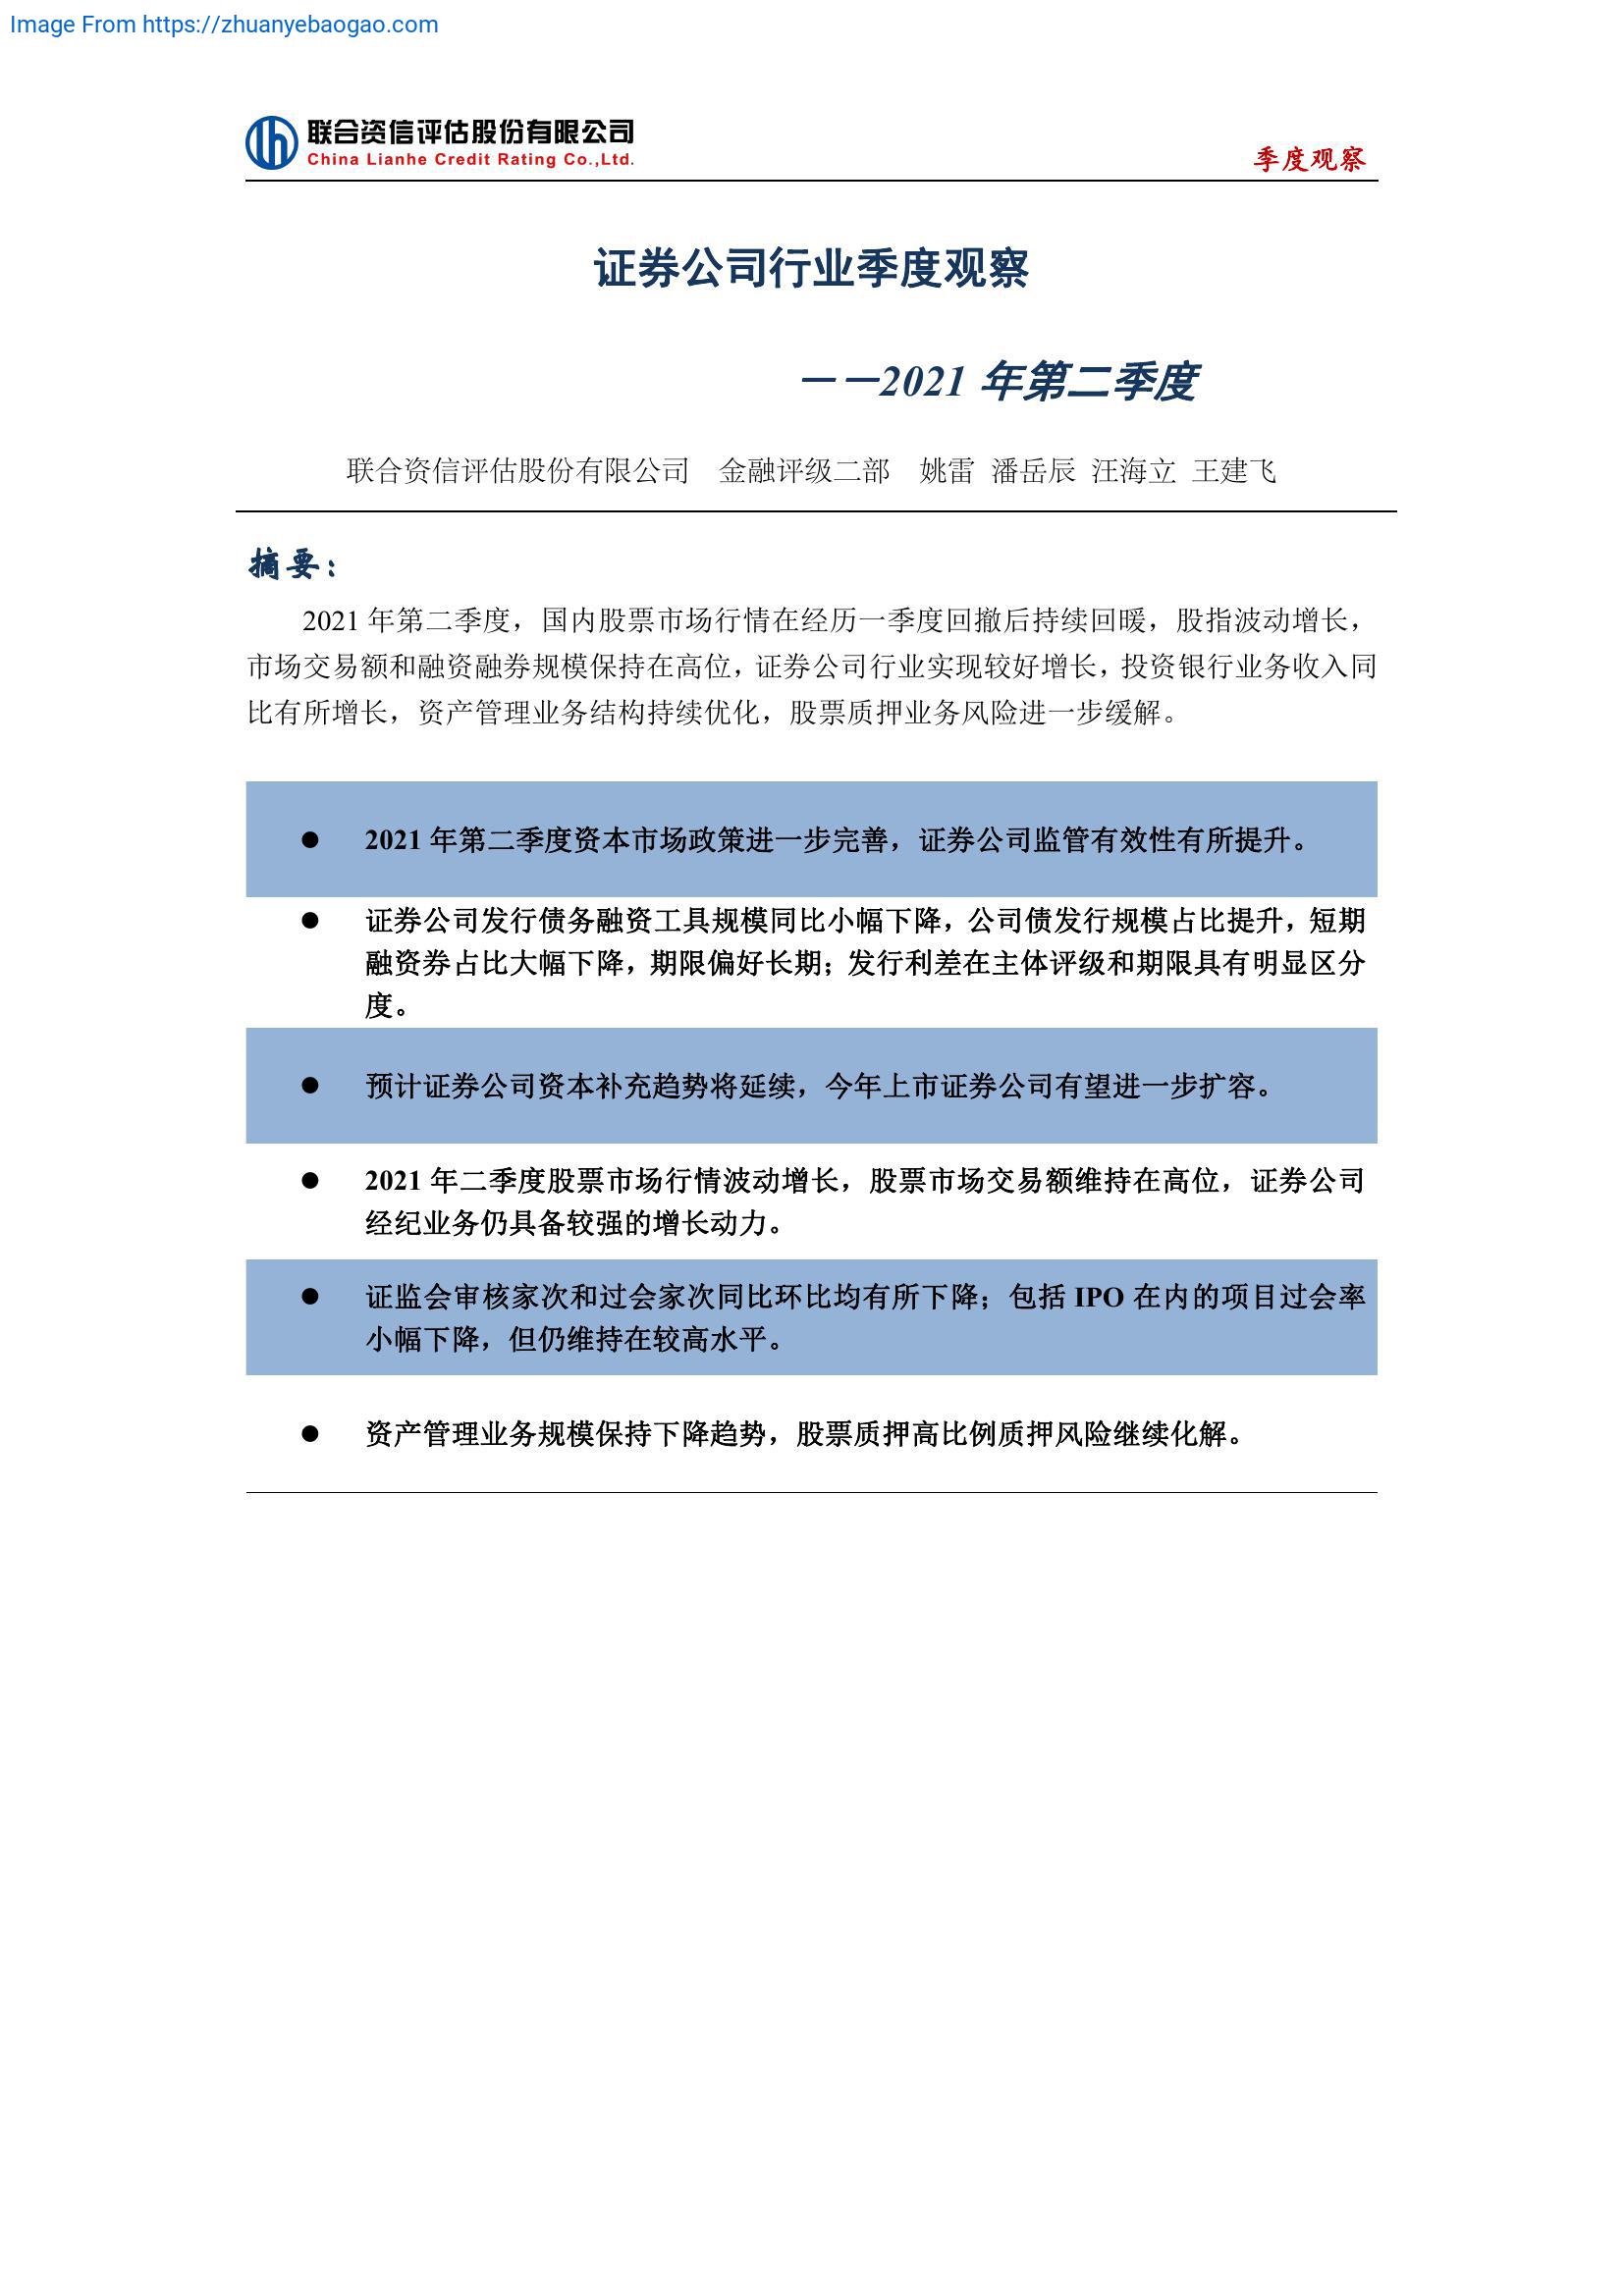 Image From https://zhuanyebaogao.com
联合资信评估股份有限公司
China Lianhe Credit Rating Co.,Ltd.
季度观察
证券公司行业季度观察
——2021 年第二季度
联合资信评估股份有限公司 金融评级二部 姚雷 潘岳辰 汪海立 王建飞
摘要：
2021 年第二季度，国内股票市场行情在经历一季度回撤后持续回暖，股指波动增长，
市场交易额和融资融券规模保持在高位，证券公司行业实现较好增长，投资银行业务收入同
比有所增长，资产管理业务结构持续优化，股票质押业务风险进一步缓解。
● 2021 年第二季度资本市场政策进一步完善，证券公司监管有效性有所提升。
● 证券公司发行债务融资工具规模同比小幅下降，公司债发行规模占比提升，短期
融资券占比大幅下降，期限偏好长期；发行利差在主体评级和期限具有明显区分
度。
● 预计证券公司资本补充趋势将延续，今年上市证券公司有望进一步扩容。
● 2021 年二季度股票市场行情波动增长，股票市场交易额维持在高位，证券公司
经纪业务仍具备较强的增长动力。
● 证监会审核家次和过会家次同比环比均有所下降；包括 IPO 在内的项目过会率
小幅下降，但仍维持在较高水平。
● 资产管理业务规模保持下降趋势，股票质押高比例质押风险继续化解。